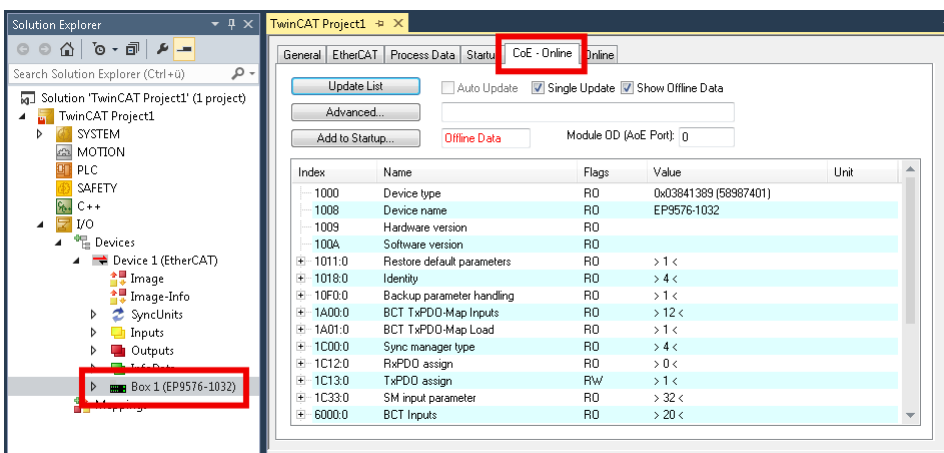 Solution Explorer
Search Solution Explorer (Ctrl+ü)
Solution 'TwinCAT Project1' (1 project)
TwinCAT Project1
SYSTEM
MOTION
PLC
SAFETY
C++
I/O
Devices
Device 1 (EtherCAT)
Image
Image-Info
SyncUnits
Inputs
Outputs
InfoData
Box 1 (EP9576-1032)
Mappings
TwinCAT Project1
General EtherCAT Process Data Startu CoE - Online Online
Update List Auto Update Single Update Show Offline Data
Advanced...
Add to Startup... Offline Data Module OD (AoE Port): 0
Index Name Flags Value Unit
1000 Device type RO 0x03841389 (58987401)
1008 Device name RO EP9576-1032
1009 Hardware version RO
100A Software version RO
1011:0 Restore default parameters RO > 1 <
1018:0 Identity RO > 4 <
10F0:0 Backup parameter handling RO > 1 <
1A00:0 BCT TxPDO-Map Inputs RO > 12 <
1A01:0 BCT TxPDO-Map Load RO > 1 <
1C00:0 Sync manager type RO > 4 <
1C12:0 RxPDO assign RO > 0 <
1C13:0 TxPDO assign RW > 1 <
1C33:0 SM input parameter RO > 32 <
6000:0 BCT Inputs RO > 20 <